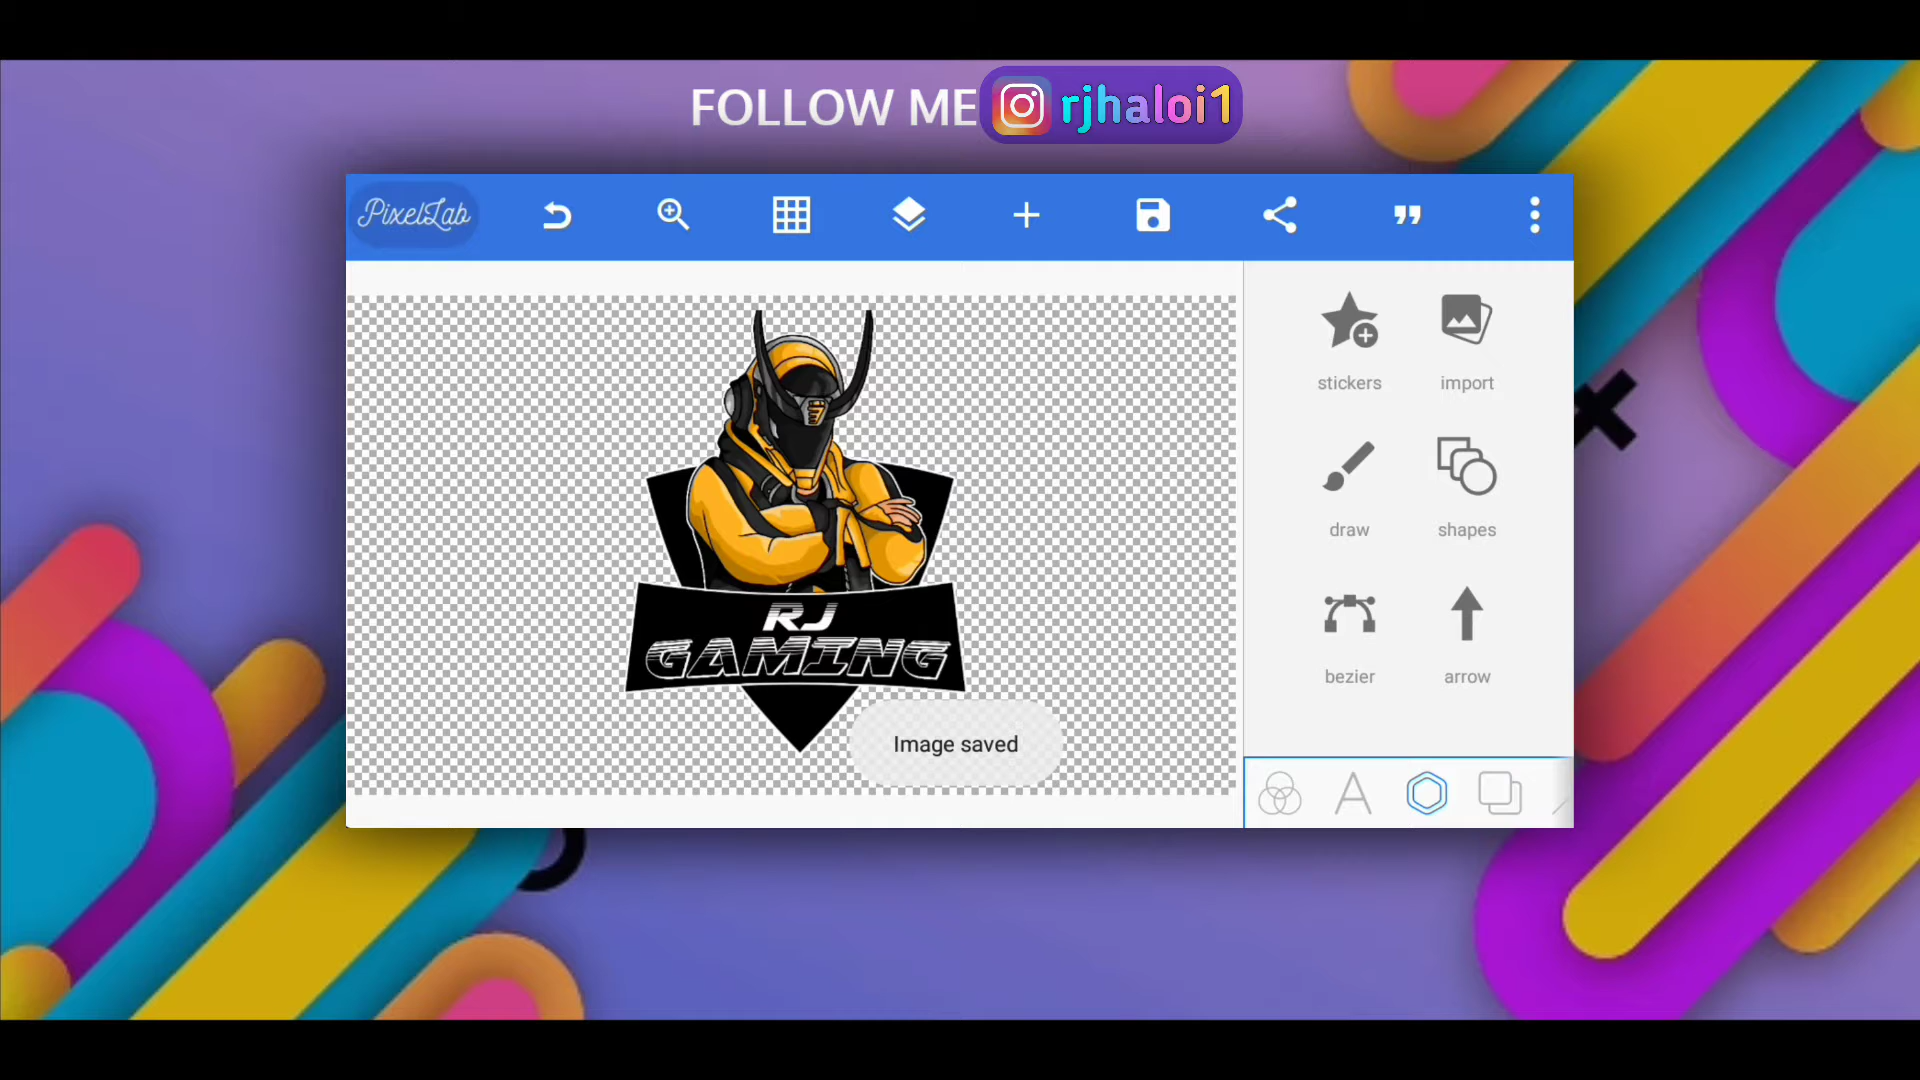 FOLLOW ME rjhaloi1
PixelLab
stickers import
draw shapes
bezier arrow
RJ
GAMING
Image saved